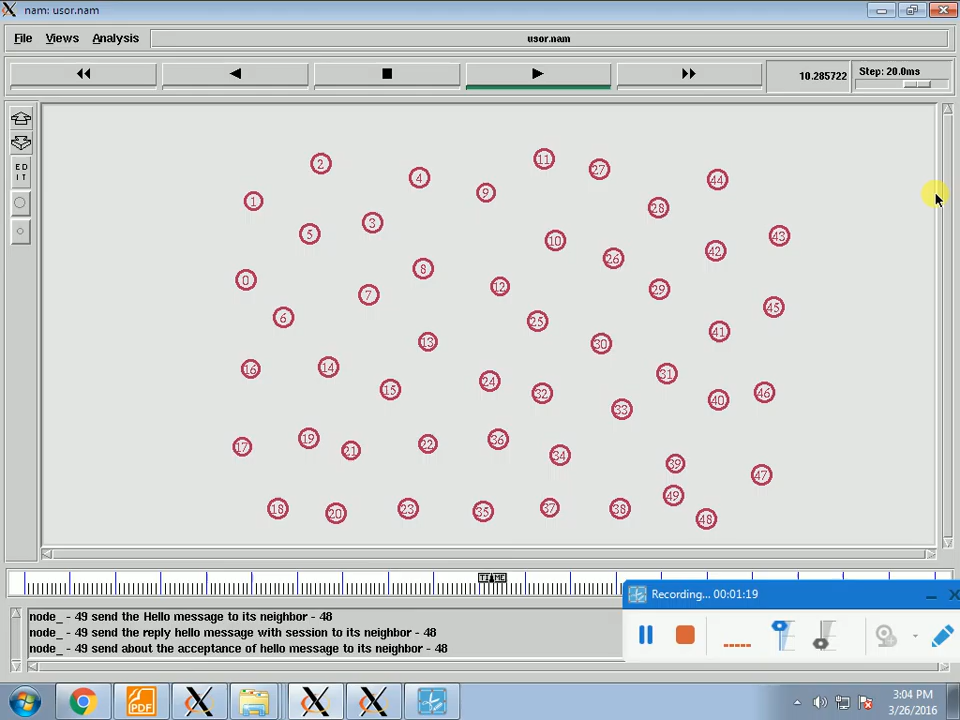 nam: usor.nam
File Views Analysis usor.nam
10.285722 Step: 20.0ms
E D
I T
2 4 11 27 44
1 9 28
5 3 10 26 42 43
0 7 8 12 29 45
6 13 25 30 41
16 14 15 24 32 31 40 46
33
17 19 21 22 36 34 39 47
18 20 23 35 37 38 49 48
TIME
Recording... 00:01:19
node_ - 49 send the Hello message to its neighbor - 48
node_ - 49 send the reply hello message with session to its neighbor - 48
node_ - 49 send about the acceptance of hello message to its neighbor - 48
PDF
3:04 PM
3/26/2016